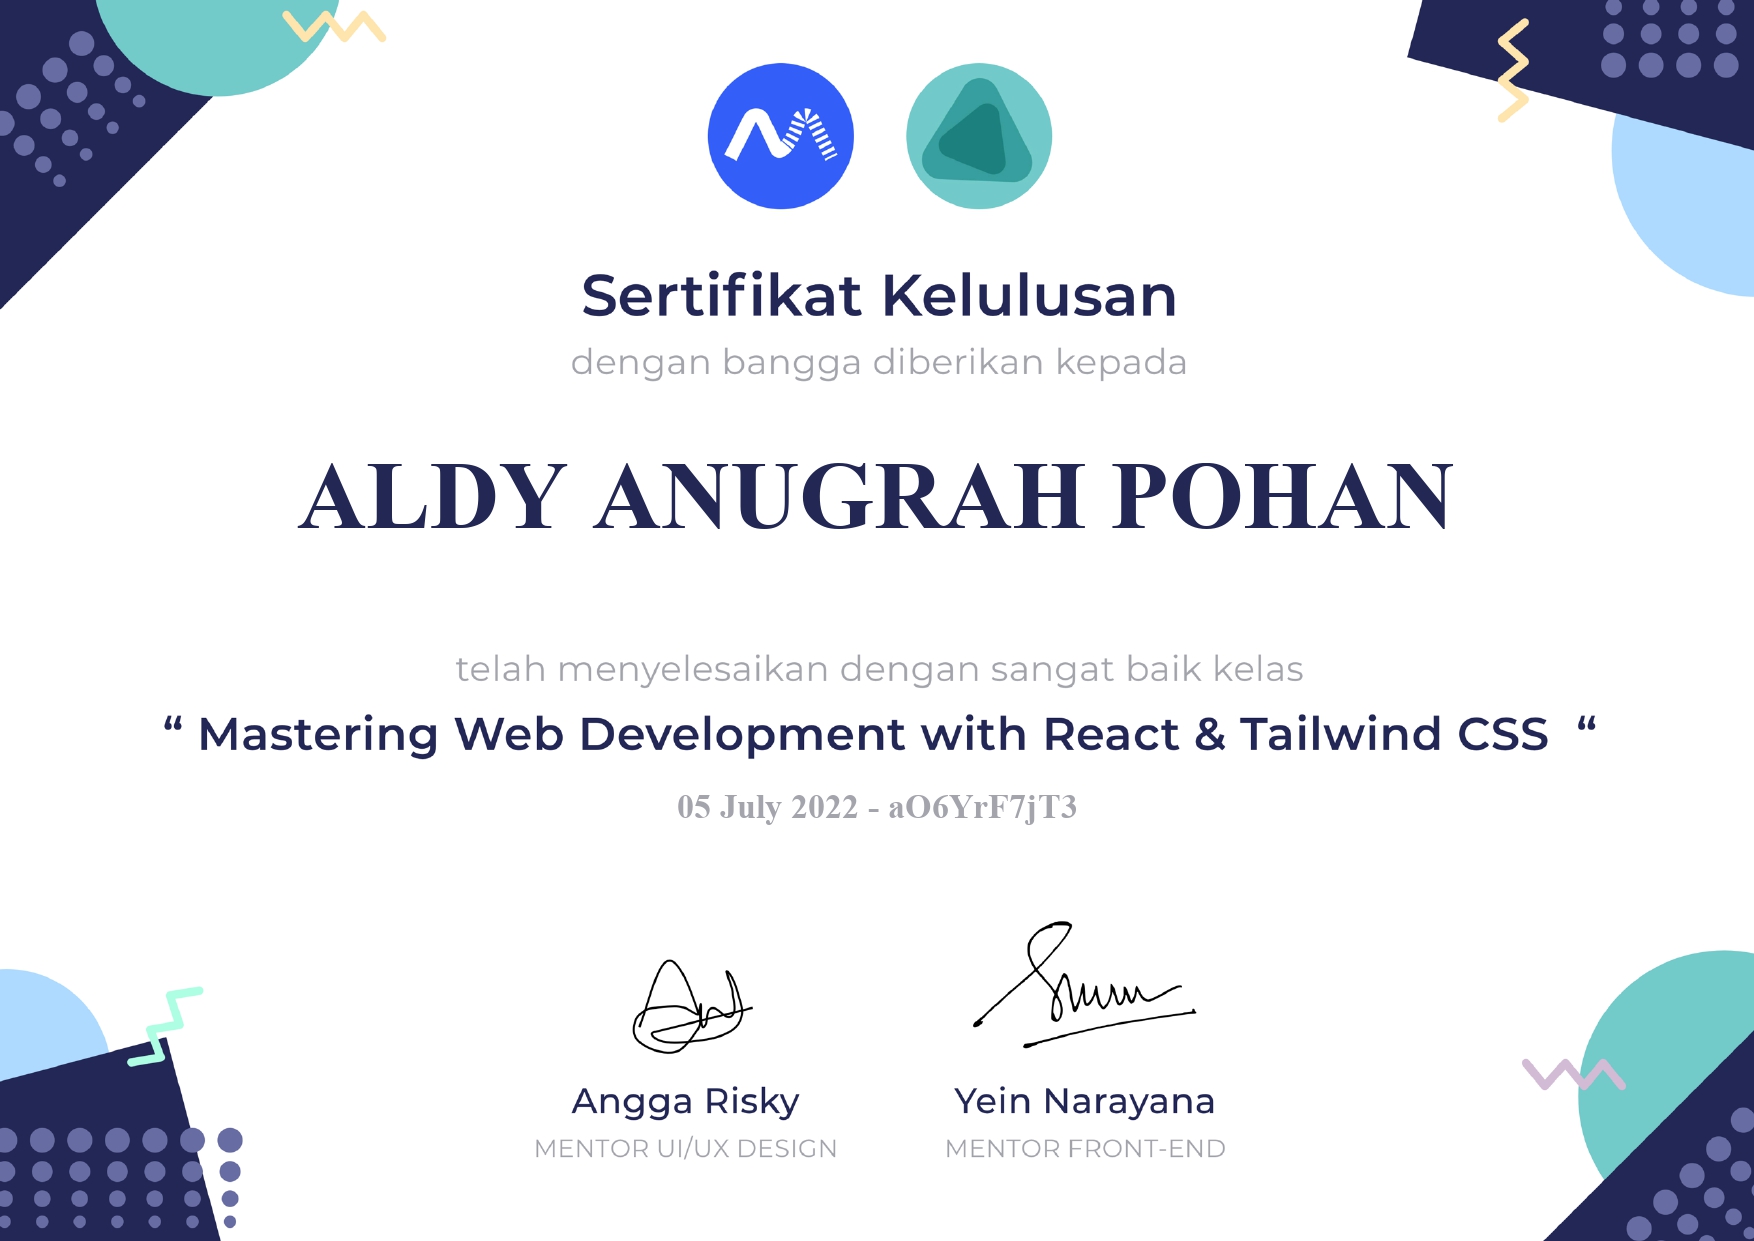 Sertifikat Kelulusan
dengan bangga diberikan kepada
ALDY ANUGRAH POHAN
telah menyelesaikan dengan sangat baik kelas
“ Mastering Web Development with React & Tailwind CSS “
05 July 2022 - aO6YrF7jT3
Angga Risky
MENTOR UI/UX DESIGN
Yein Narayana
MENTOR FRONT-END